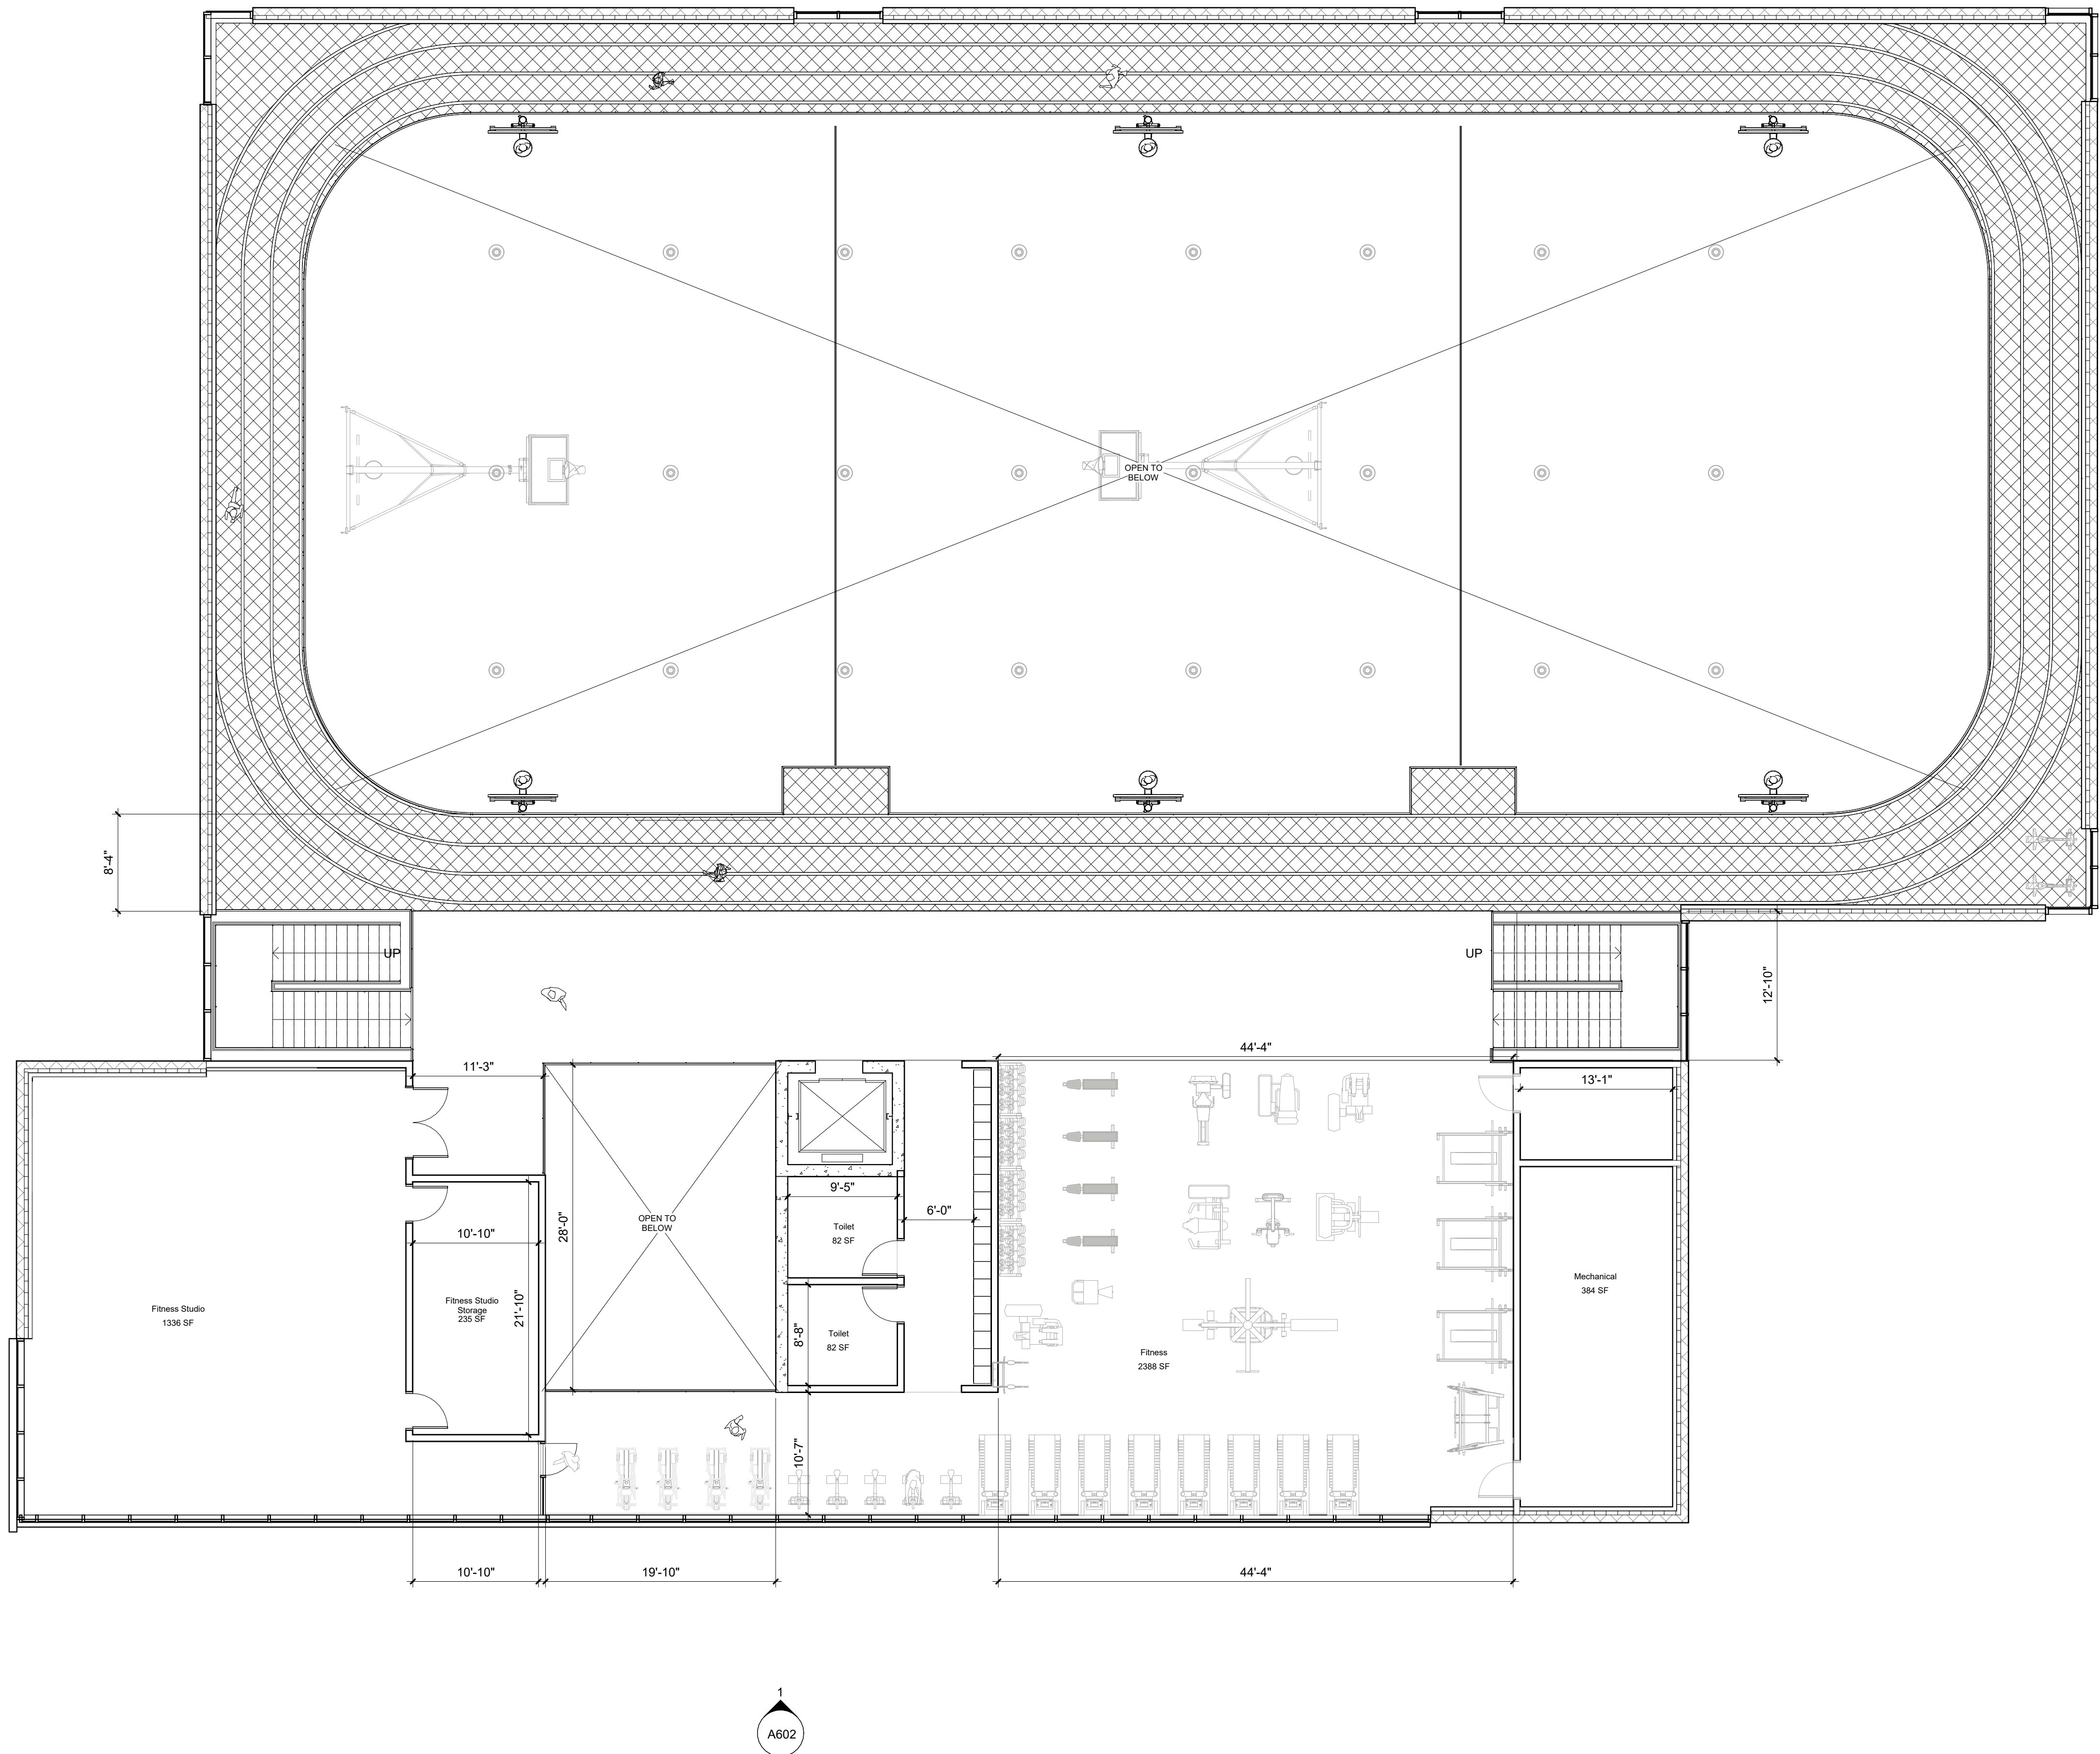 OPEN TO
BELOW
8'-4"
UP
UP
12'-10"
44'-4"
11'-3"
13'-1"
9'-5"
6'-0"
28'-0"
OPEN TO
BELOW
Toilet
82 SF
10'-10"
Fitness Studio
1336 SF
Fitness Studio
Storage
235 SF
21'-10"
Mechanical
384 SF
8'-8"
Toilet
82 SF
Fitness
2388 SF
10'-7"
10'-10"
19'-10"
44'-4"
1
A602